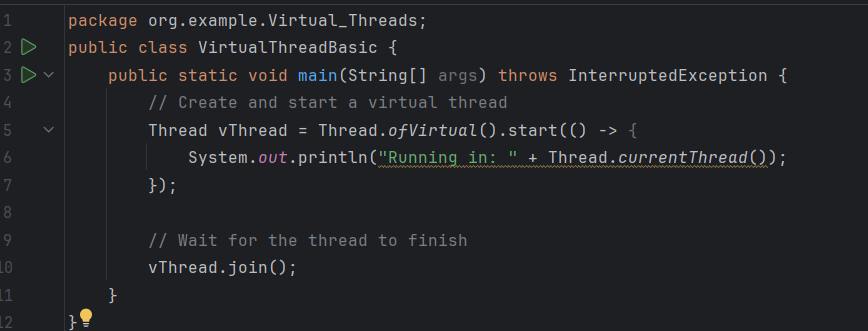 1 package org.example.Virtual_Threads;
2 public class VirtualThreadBasic {
3 public static void main(String[] args) throws InterruptedException {
4 // Create and start a virtual thread
5 Thread vThread = Thread.ofVirtual().start(() -> {
6 System.out.println("Running in: " + Thread.currentThread());
7 });
8
9 // Wait for the thread to finish
10 vThread.join();
11 }
12 }